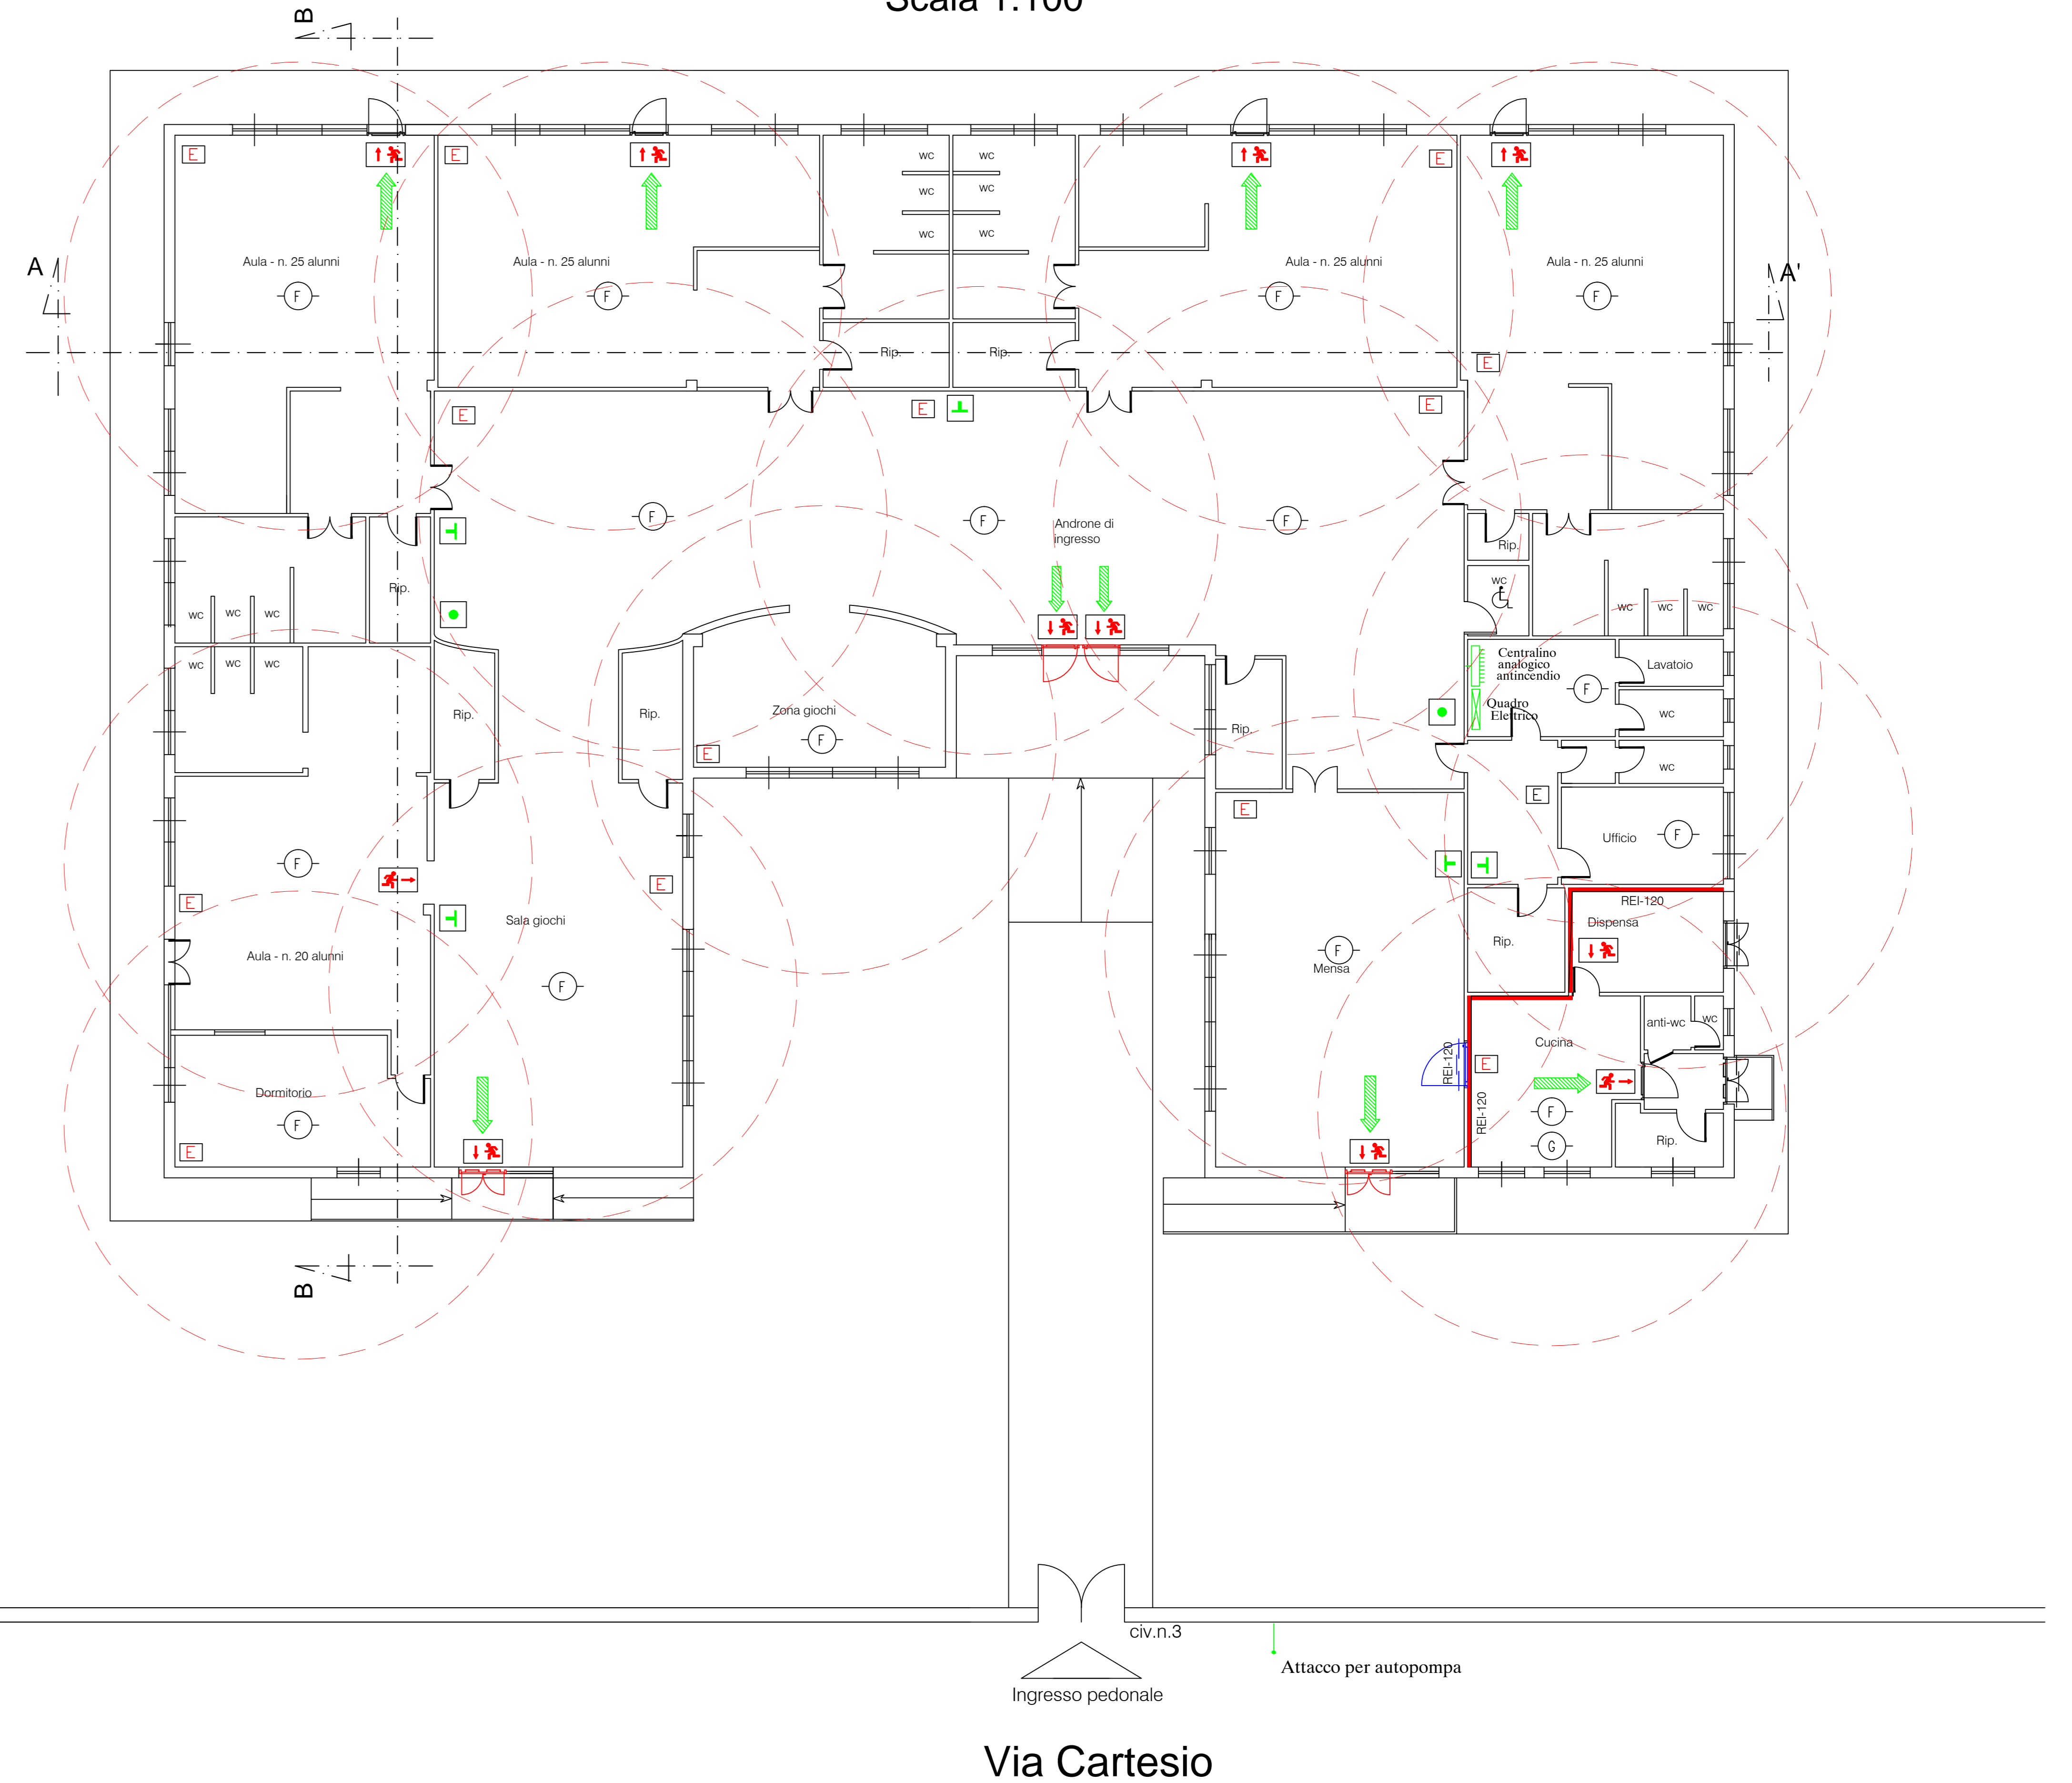 Scala 1:100
B
A
A'
E
E
E
wc
wc
wc
wc
wc
wc
Aula - n. 25 alunni
Aula - n. 25 alunni
Aula - n. 25 alunni
Aula - n. 25 alunni
F
F
F
F
Rip.
Rip.
E
E
E
E
F
F
F
Androne di
ingresso
Rip.
Rip.
wc
wc
wc
wc
wc
wc
wc
wc
wc
wc
Centralino
analogico
antincendio
F
Lavatoio
Quadro
Elettrico
wc
Rip.
Rip.
Zona giochi
F
E
Rip.
wc
E
E
Ufficio
F
F
E
E
REI-120
Dispensa
Sala giochi
Aula - n. 20 alunni
F
F
Mensa
Rip.
anti-wc
wc
Cucina
REI-120
E
REI-120
F
G
Rip.
Dormitorio
F
E
B
civ.n.3
Attacco per autopompa
Ingresso pedonale
Via Cartesio